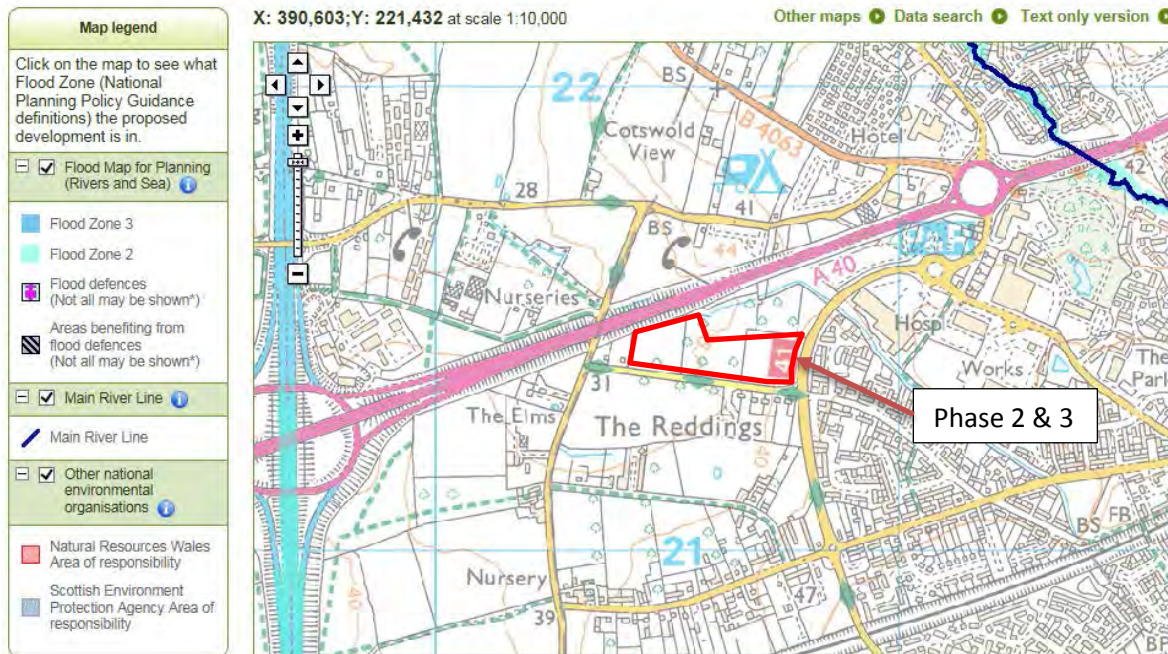 Map legend
Click on the map to see what
Flood Zone (National
Planning Policy Guidance
definitions) the proposed
development is in.
Flood Map for Planning
(Rivers and Sea)
Flood Zone 3
Flood Zone 2
Flood defences
(Not all may be shown*)
Areas benefiting from
flood defences
(Not all may be shown*)
Main River Line
Main River Line
Other national
environmental
organisations
Natural Resources Wales
Area of responsibility
Scottish Environment
Protection Agency Area of
responsibility
X: 390,603;Y: 221,432 at scale 1:10,000
Other maps Data search Text only version
BS
22
B 4063
Cotswold
View
Hotel
42
28
41
BS
44
P&R
A 40
Nurseries
Hosp
41
31
Works
The
Park
The Elms
The Reddings
Phase 2 & 3
40
21
BS
FB
Nursery
40
47
39